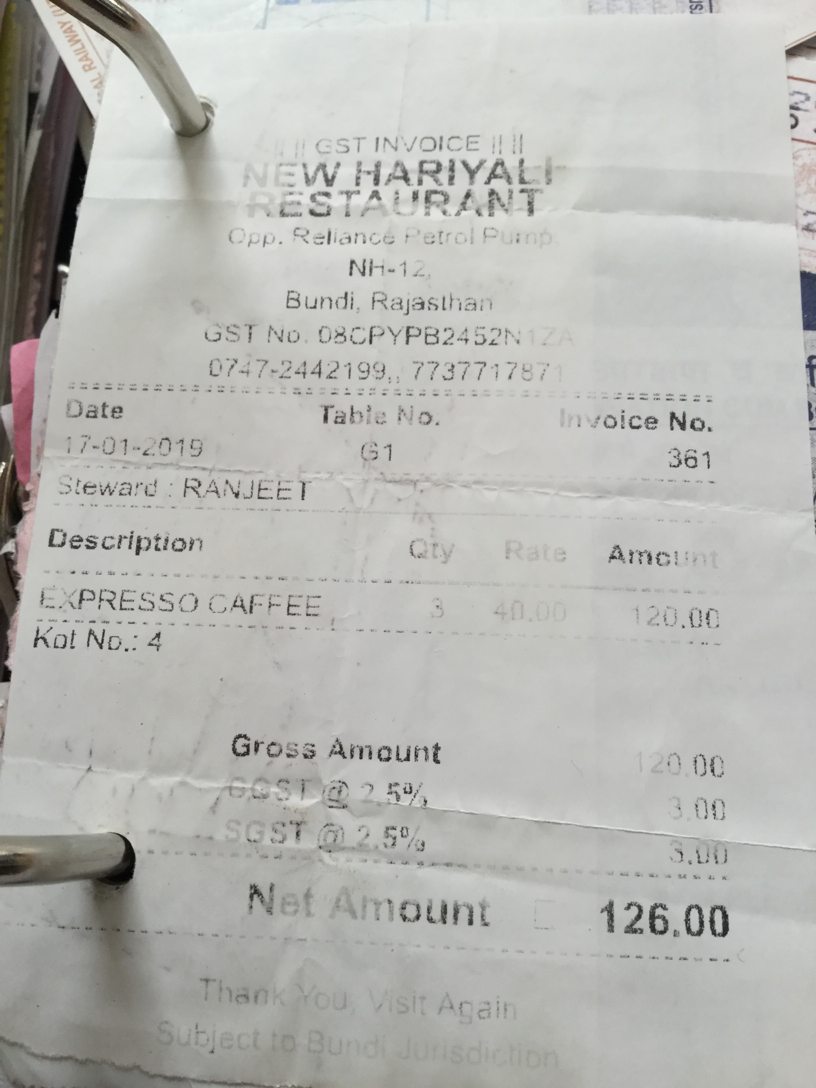 || || GST INVOICE || ||
NEW HARIYALI
RESTAURANT
Opp. Reliance Petrol Pump,
NH-12,
Bundi, Rajasthan
GST No. 08CPYPB2452N1ZA
0747-2442199,, 7737717871
Date Table No. Invoice No.
17-01-2019 G1 361
Steward : RANJEET
Description Qty Rate Amount
EXPRESSO CAFFEE 3 40.00 120.00
Kot No.: 4
Gross Amount 120.00
CGST @ 2.5% 3.00
SGST @ 2.5% 3.00
Net Amount 126.00
Thank You, Visit Again
Subject to Bundi Jurisdiction